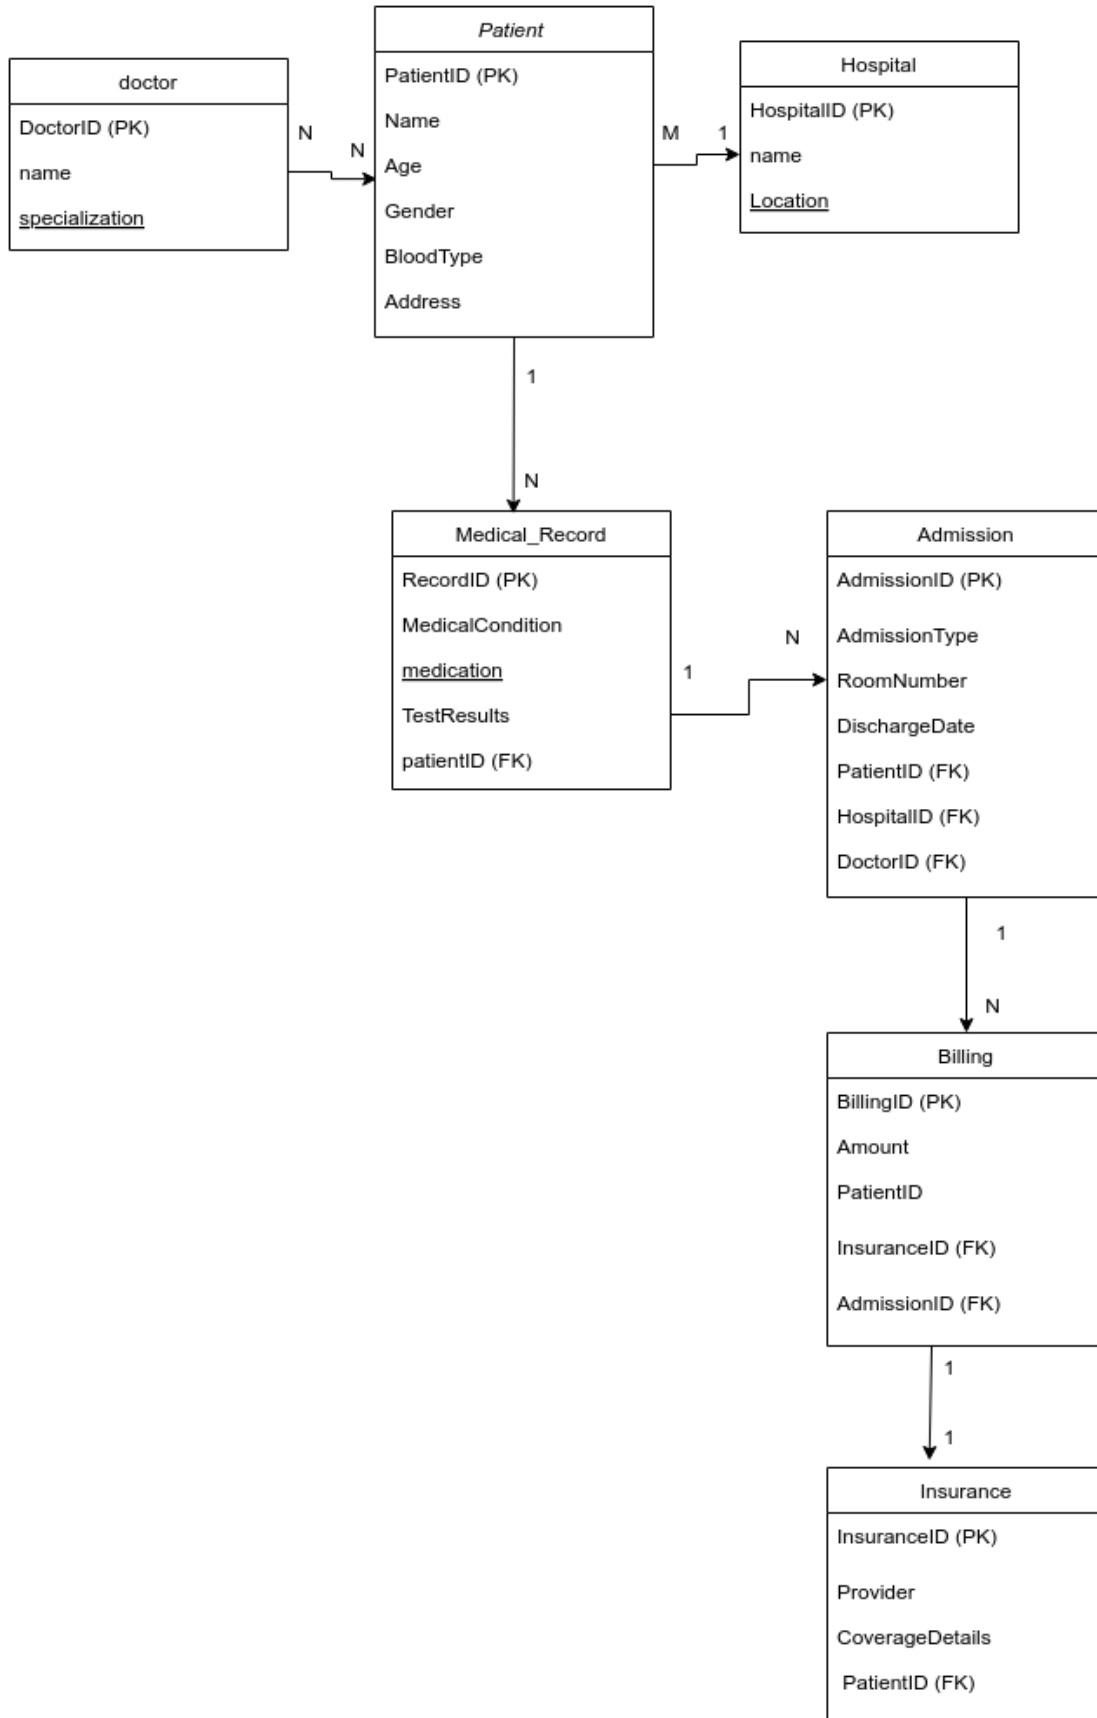 Patient
PatientID (PK)
Name
Age
Gender
BloodType
Address
doctor
DoctorID (PK)
name
specialization
N
N
M
1
Hospital
HospitalID (PK)
name
Location
1
N
Medical_Record
RecordID (PK)
MedicalCondition
medication
TestResults
patientID (FK)
1
N
Admission
AdmissionID (PK)
AdmissionType
RoomNumber
DischargeDate
PatientID (FK)
HospitalID (FK)
DoctorID (FK)
1
N
Billing
BillingID (PK)
Amount
PatientID
InsuranceID (FK)
AdmissionID (FK)
1
1
Insurance
InsuranceID (PK)
Provider
CoverageDetails
PatientID (FK)